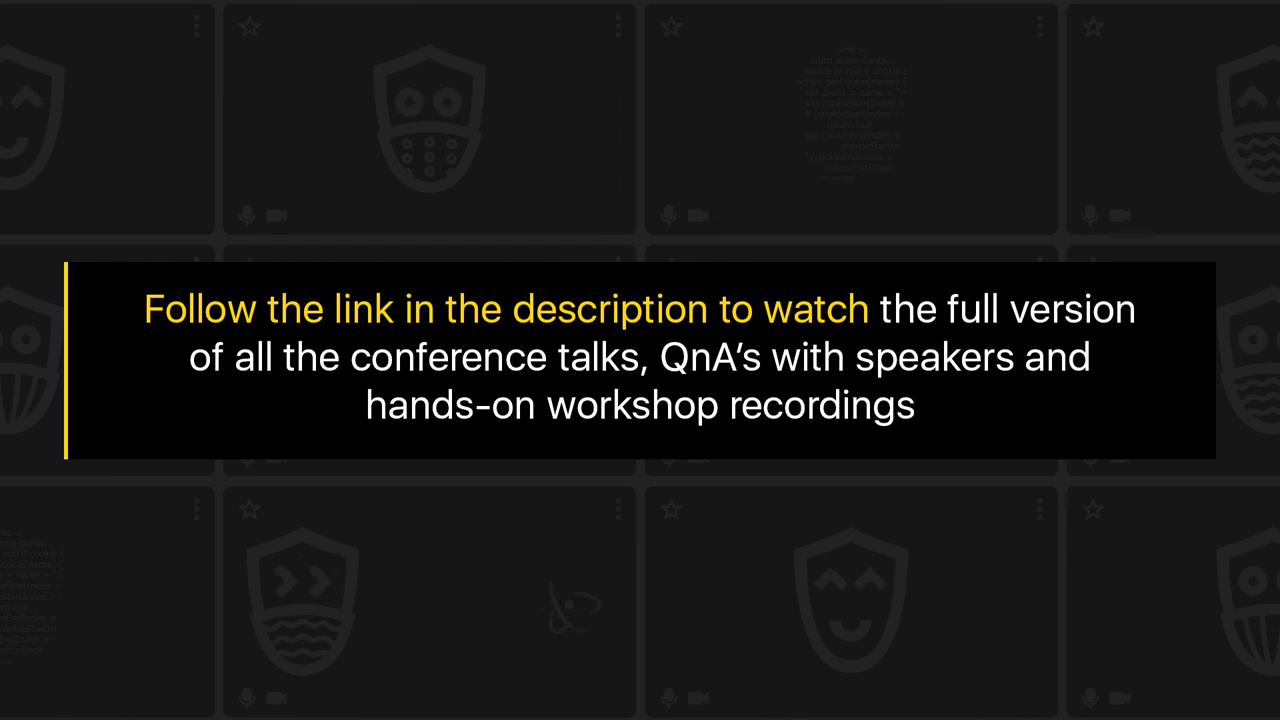 Follow the link in the description to watch the full version
of all the conference talks, QnA’s with speakers and
hands-on workshop recordings